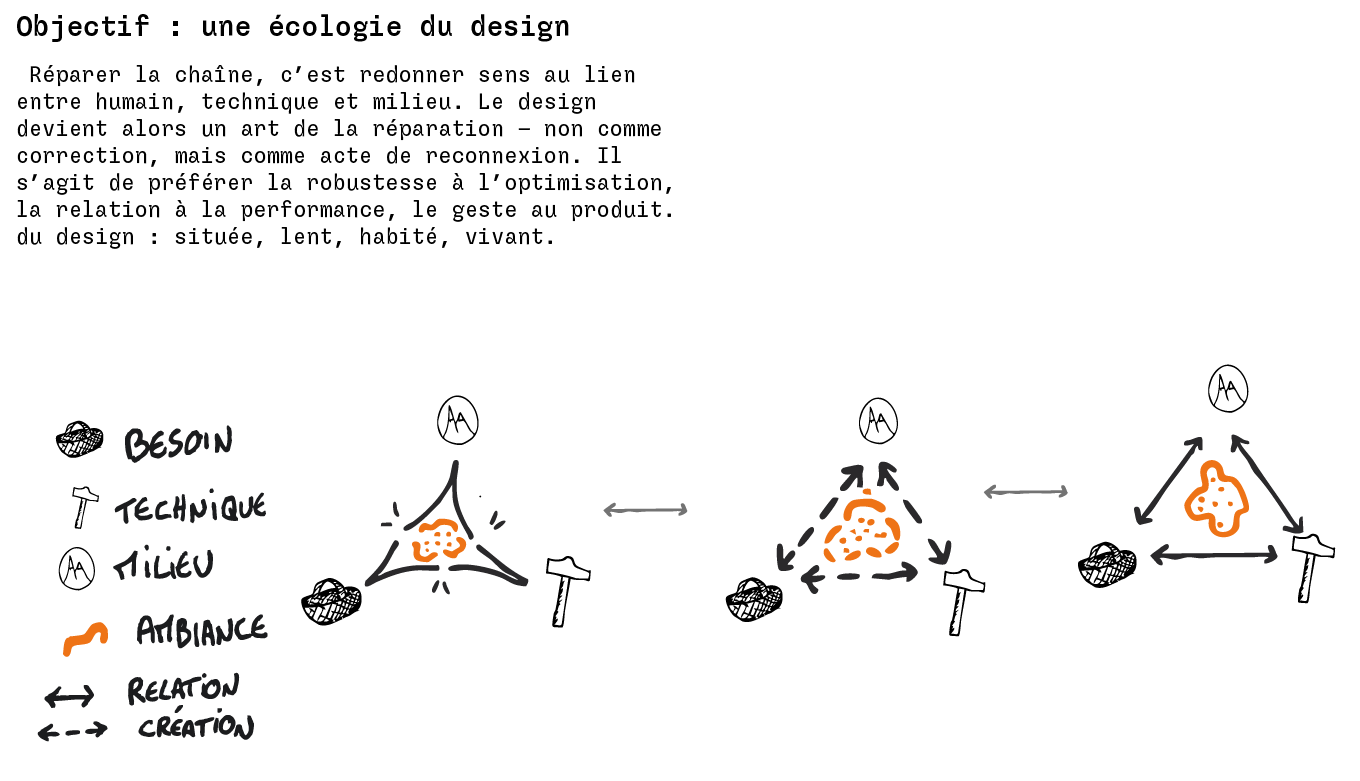 Objectif : une écologie du design
Réparer la chaîne, c’est redonner sens au lien
entre humain, technique et milieu. Le design
devient alors un art de la réparation — non comme
correction, mais comme acte de reconnexion. Il
s’agit de préférer la robustesse à l’optimisation,
la relation à la performance, le geste au produit.
du design : située, lent, habité, vivant.
BESOIN
TECHNIQUE
MILIEU
AMBIANCE
RELATION
CRÉATION